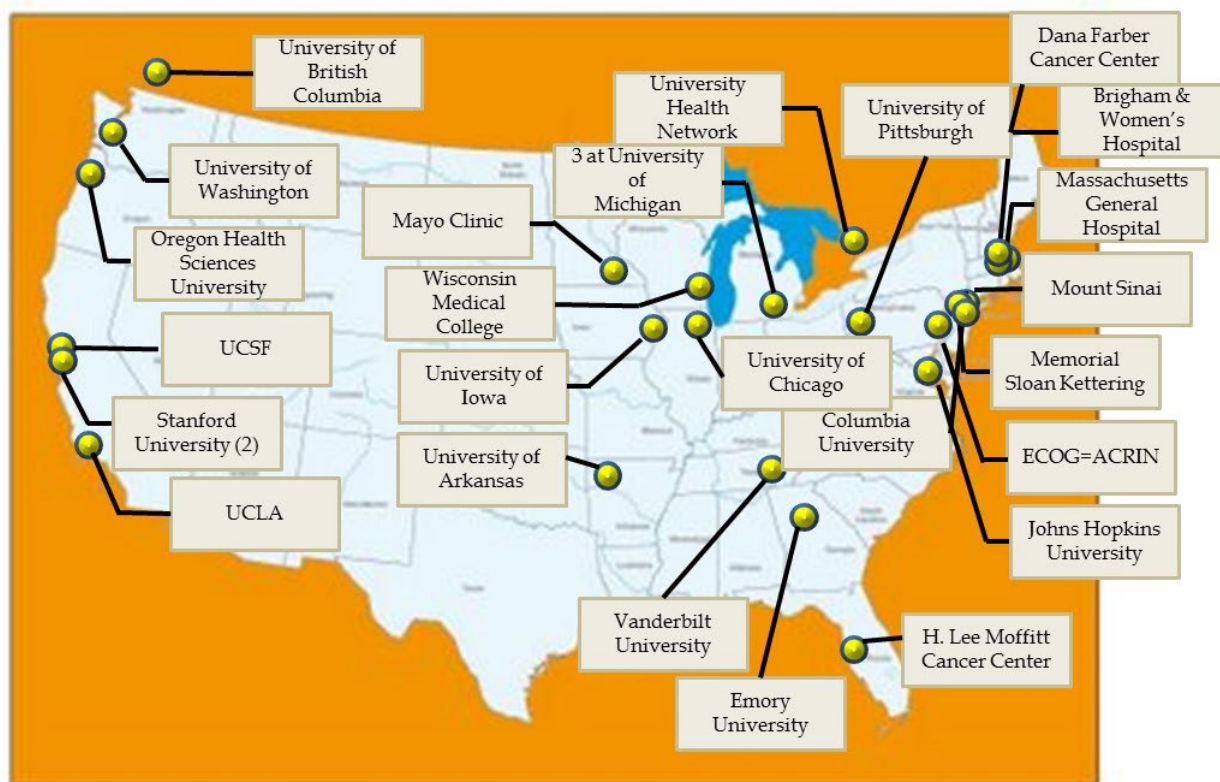 University of
British
Columbia
University
Health
Network
University of
Pittsburgh
Dana Farber
Cancer Center
Brigham &
Women's
Hospital
University of
Washington
3 at University
of
Michigan
Massachusetts
General
Hospital
Mayo Clinic
Oregon Health
Sciences
University
Wisconsin
Medical
College
Mount Sinai
UCSF
University of
Iowa
University of
Chicago
Memorial
Sloan Kettering
Stanford
University (2)
University of
Arkansas
Columbia
University
ECOG=ACRIN
UCLA
Johns Hopkins
University
Vanderbilt
University
H. Lee Moffitt
Cancer Center
Emory
University
Texas